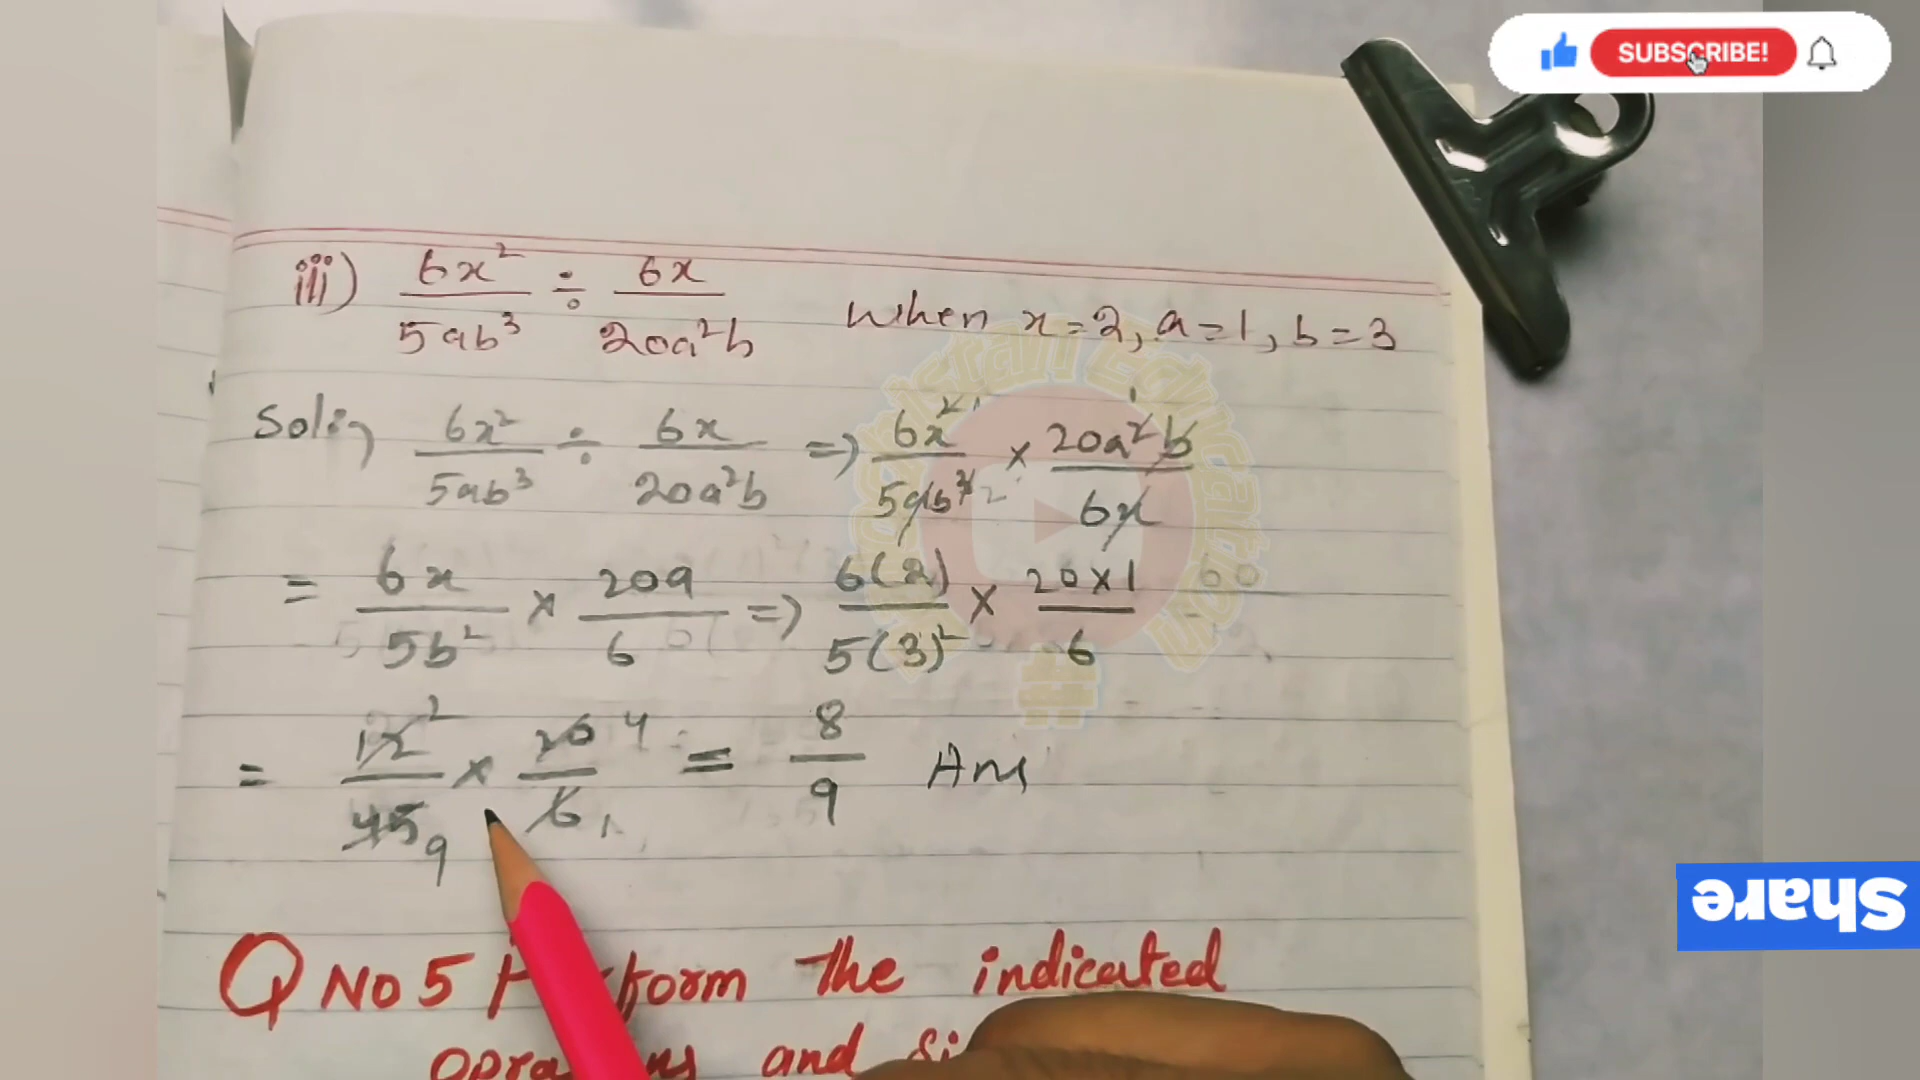 SUBSCRIBE!
iii) 6x²/5ab³ ÷ 6x/20a²b When x=2, a=1, b=3
Sol:, 6x²/5ab³ ÷ 6x/20a²b => 6x²/5ab³ × 20a²b/6x
= 6x/5b² × 20a/6 => 6(2)/5(3)² × 20×1/6
= 12/45 × 20/6 = 8/9 Ans
Share
Q No 5 form the indicated
and